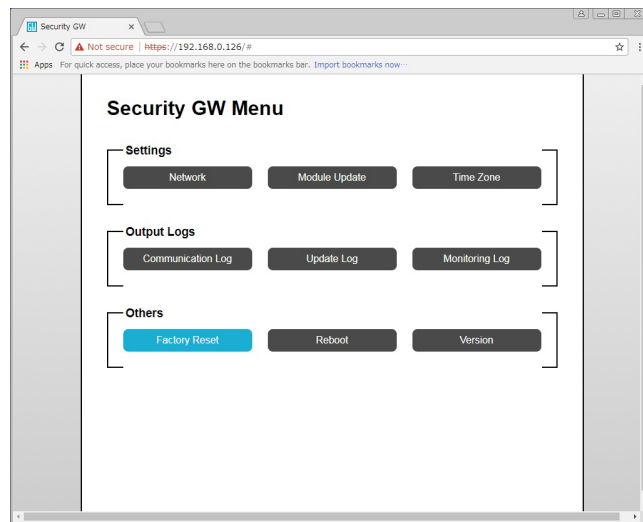 Security GW
Not secure | https://192.168.0.126/#
Apps For quick access, place your bookmarks here on the bookmarks bar. Import bookmarks now...
Security GW Menu
Settings
Network Module Update Time Zone
Output Logs
Communication Log Update Log Monitoring Log
Others
Factory Reset Reboot Version